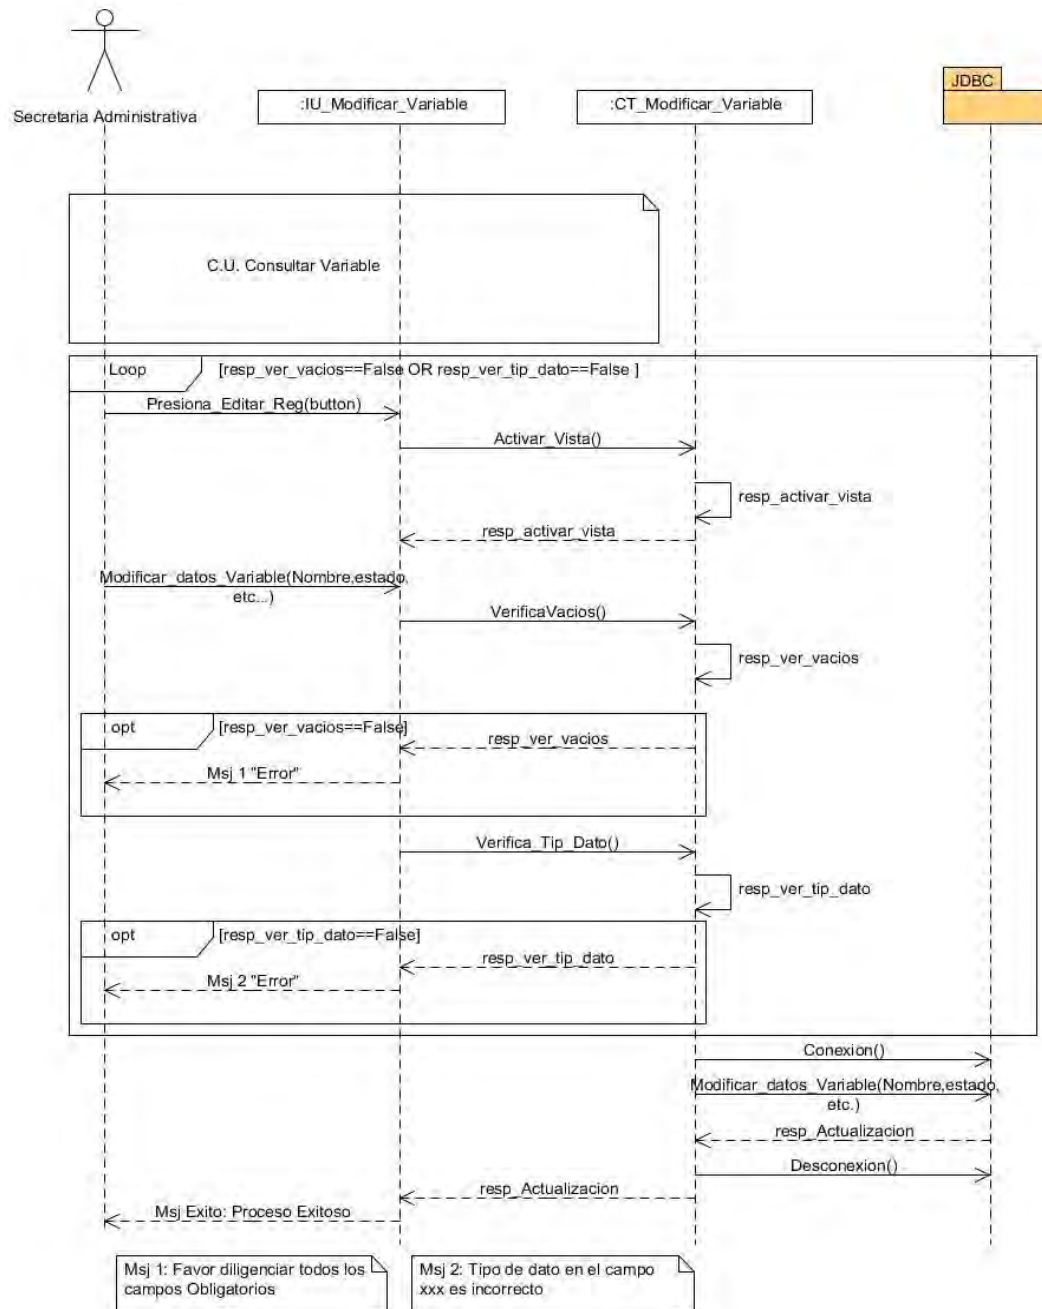 JDBC
:IU_Modificar_Variable
:CT_Modificar_Variable
Secretaria Administrativa
C.U. Consultar Variable
Loop
[resp_ver_vacios==False OR resp_ver_tip_dato==False ]
Presiona_Editar_Reg(button)
Activar_Vista()
resp_activar_vista
resp_activar_vista
Modificar_datos_Variable(Nombre,estado,
etc...)
VerificaVacios()
resp_ver_vacios
opt
[resp_ver_vacios==False]
resp_ver_vacios
Msj 1 "Error"
Verifica_Tip_Dato()
resp_ver_tip_dato
opt
[resp_ver_tip_dato==False]
resp_ver_tip_dato
Msj 2 "Error"
Conexion()
Modificar_datos_Variable(Nombre,estado,
etc.)
resp_Actualizacion
Desconexion()
resp_Actualizacion
Msj Exito: Proceso Exitoso
Msj 1: Favor diligenciar todos los
campos Obligatorios
Msj 2: Tipo de dato en el campo
xxx es incorrecto